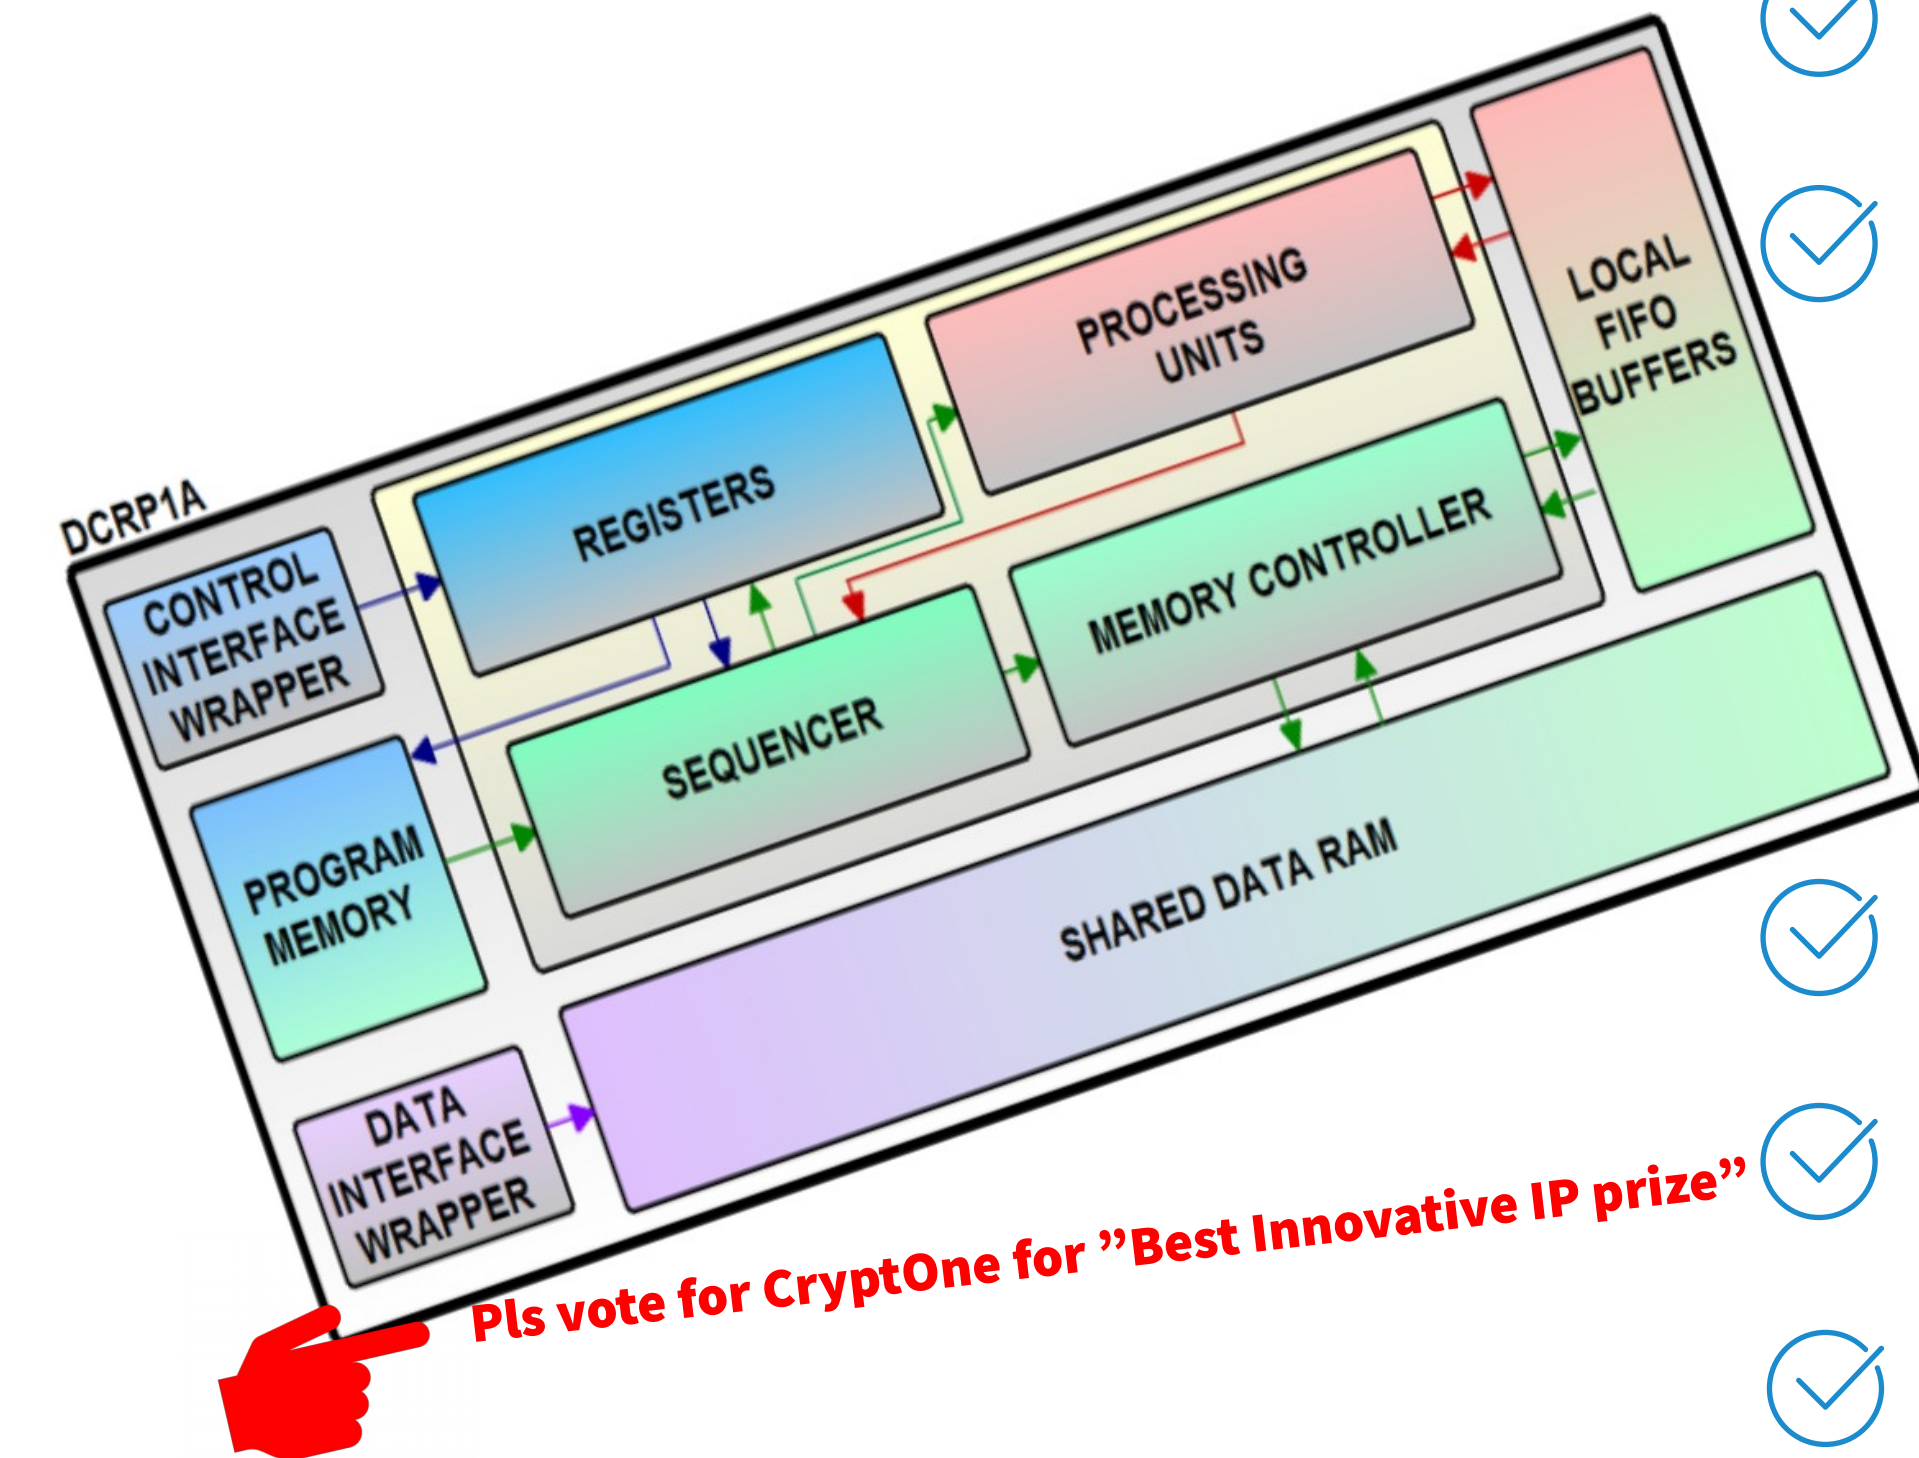 DCRP1A
CONTROL
INTERFACE
WRAPPER
REGISTERS
PROCESSING
UNITS
LOCAL
FIFO
BUFFERS
PROGRAM
MEMORY
SEQUENCER
MEMORY CONTROLLER
SHARED DATA RAM
DATA
INTERFACE
WRAPPER
Pls vote for CryptOne for ”Best Innovative IP prize”